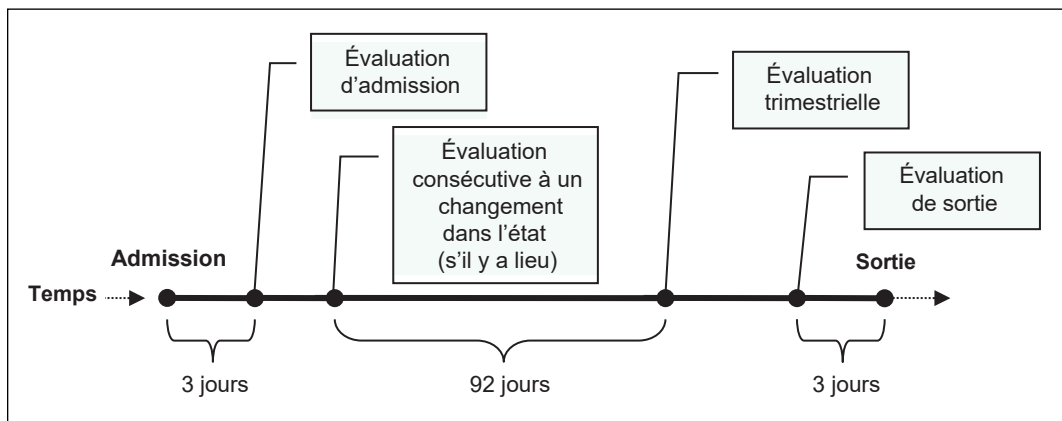 Évaluation
d’admission
Évaluation
trimestrielle
Évaluation
consécutive à un
changement
dans l’état
(s’il y a lieu)
Évaluation
de sortie
Admission
Sortie
Temps
3 jours
92 jours
3 jours